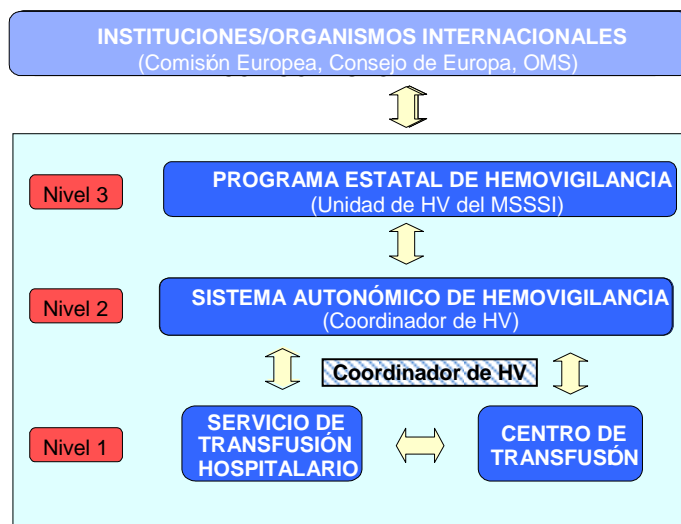 INSTITUCIONES/ORGANISMOS INTERNACIONALES
(Comisión Europea, Consejo de Europa, OMS)
Nivel 3
PROGRAMA ESTATAL DE HEMOVIGILANCIA
(Unidad de HV del MSSSI)
Nivel 2
SISTEMA AUTONÓMICO DE HEMOVIGILANCIA
(Coordinador de HV)
Coordinador de HV
Nivel 1
SERVICIO DE
TRANSFUSIÓN
HOSPITALARIO
CENTRO DE
TRANSFUSIÓN